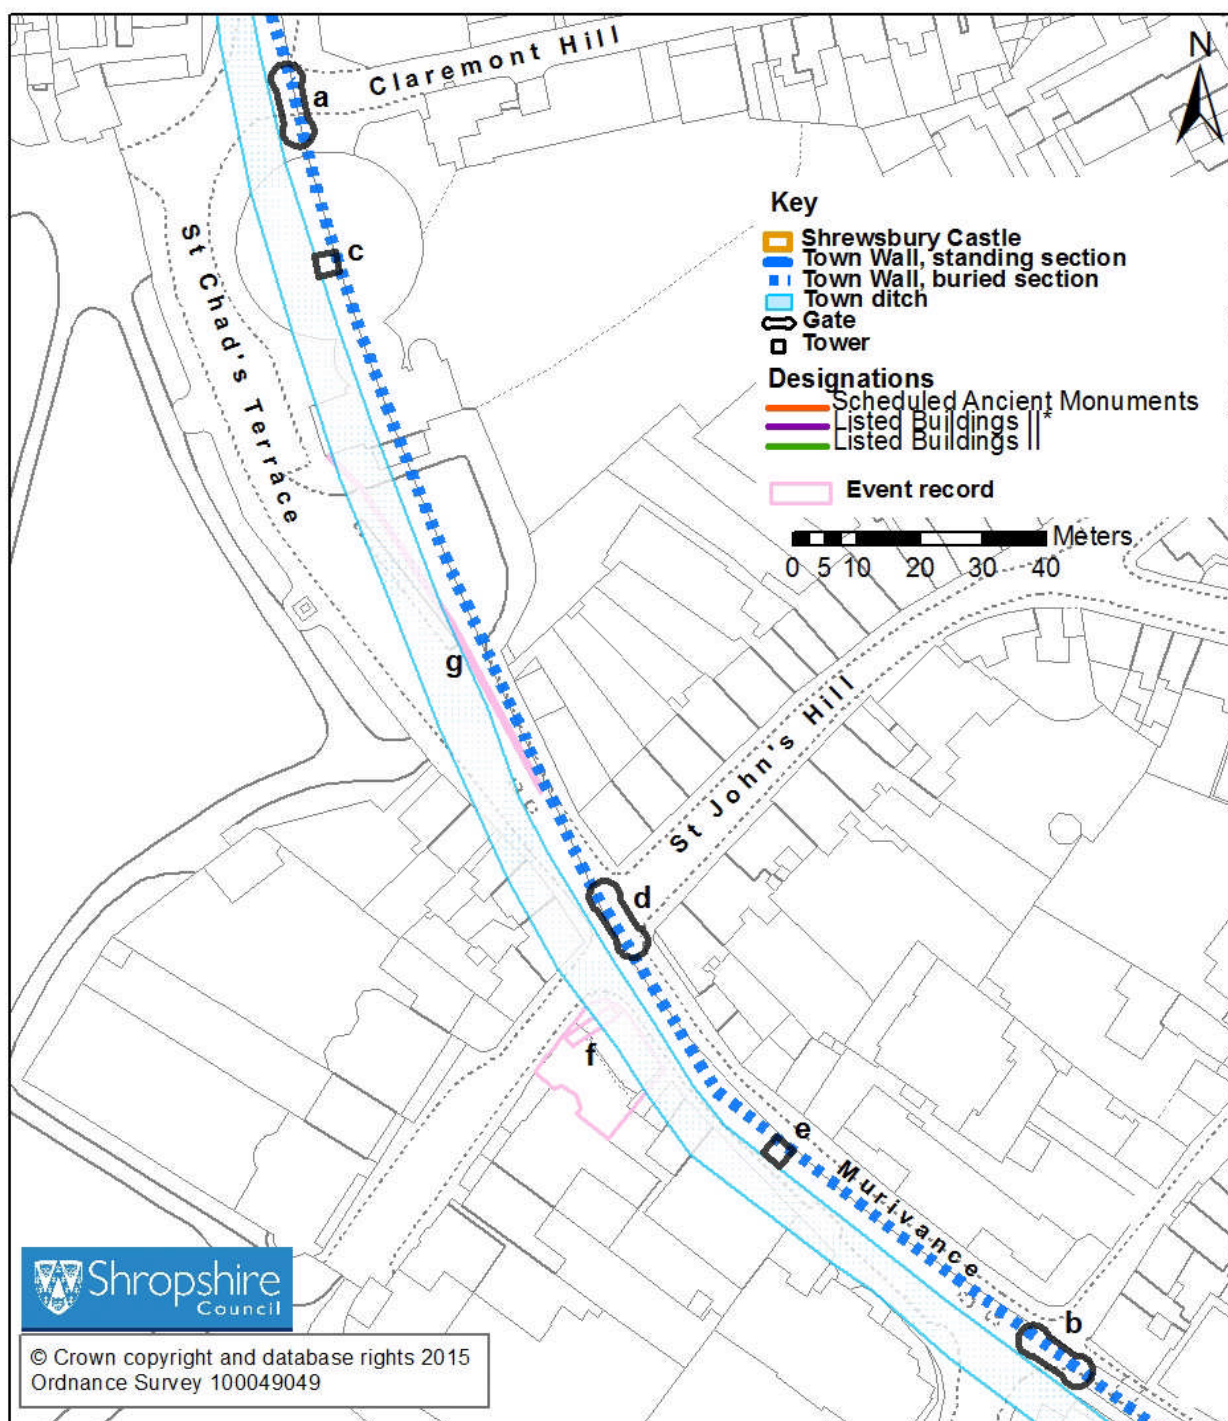 Claremont Hill
N
a
Key
Shrewsbury Castle
Town Wall, standing section
Town Wall, buried section
Town ditch
Gate
Tower
Designations
Scheduled Ancient Monuments
Listed Buildings II*
Listed Buildings II
Event record
Meters
0 5 10 20 30 40
c
St Chad's Terrace
g
St John's Hill
d
f
e
Murivance
b
Shropshire
Council
© Crown copyright and database rights 2015
Ordnance Survey 100049049